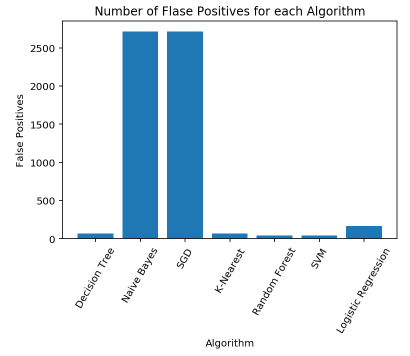 Number of Flase Positives for each Algorithm
2500
2000
1500
1000
500
0
False Positives
Decision Tree
Naive Bayes
SGD
K-Nearest
Random Forest
SVM
Logistic Regression
Algorithm